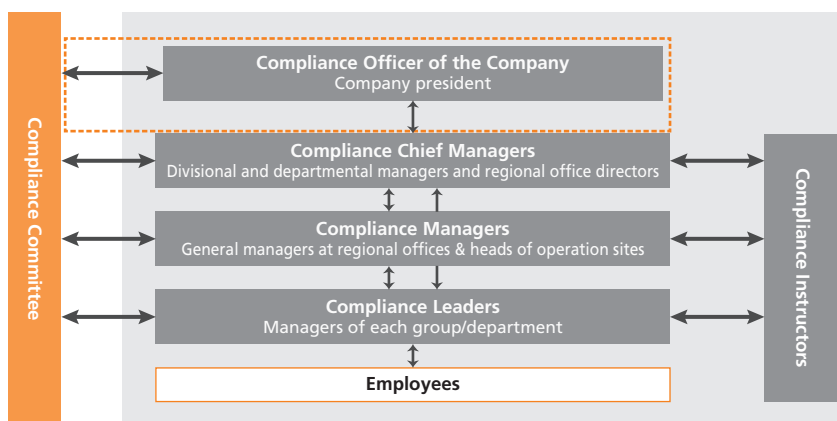 Compliance Committee
Compliance Officer of the Company
Company president
Compliance Chief Managers
Divisional and departmental managers and regional office directors
Compliance Managers
General managers at regional offices & heads of operation sites
Compliance Leaders
Managers of each group/department
Employees
Compliance Instructors